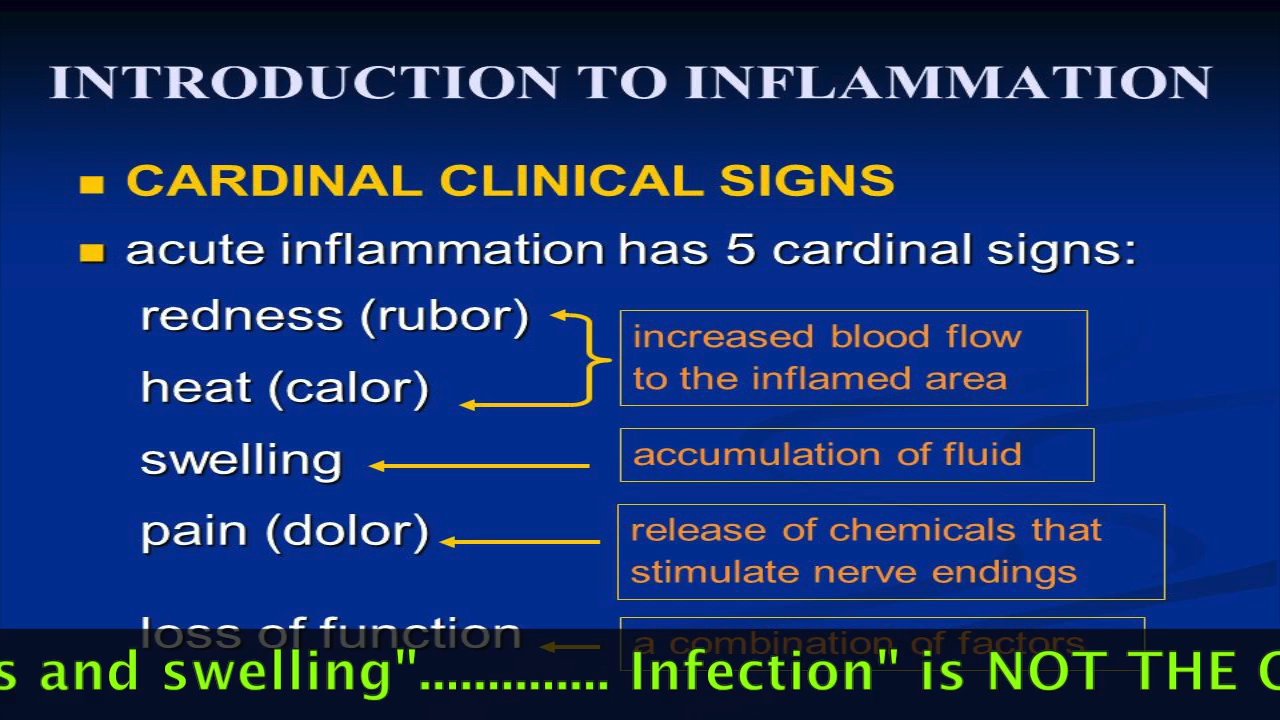 INTRODUCTION TO INFLAMMATION
CARDINAL CLINICAL SIGNS
acute inflammation has 5 cardinal signs:
redness (rubor)
heat (calor)
increased blood flow
to the inflamed area
swelling
accumulation of fluid
pain (dolor)
release of chemicals that
stimulate nerve endings
loss of function
a combination of factors
s and swelling".............. Infection" is NOT THE